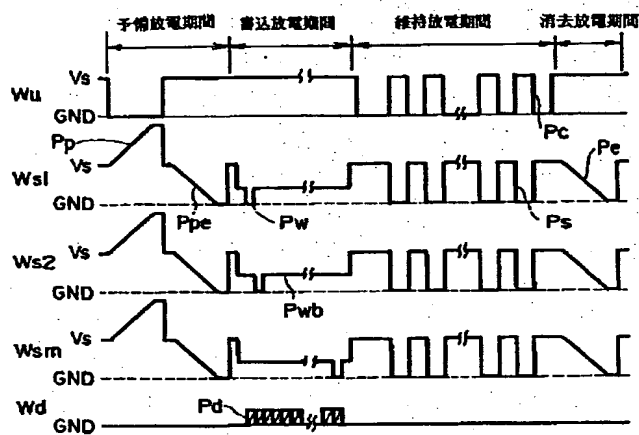 予備放電期間 書込放電期間 維持放電期間 消去放電期間
Vs
Wu
GND
Pc
Pp
Pe
Vs
Ws1
GND
Ppe
Pw
Ps
Vs
Ws2
GND
Pwb
Vs
Wsm
GND
Wd
Pd
GND